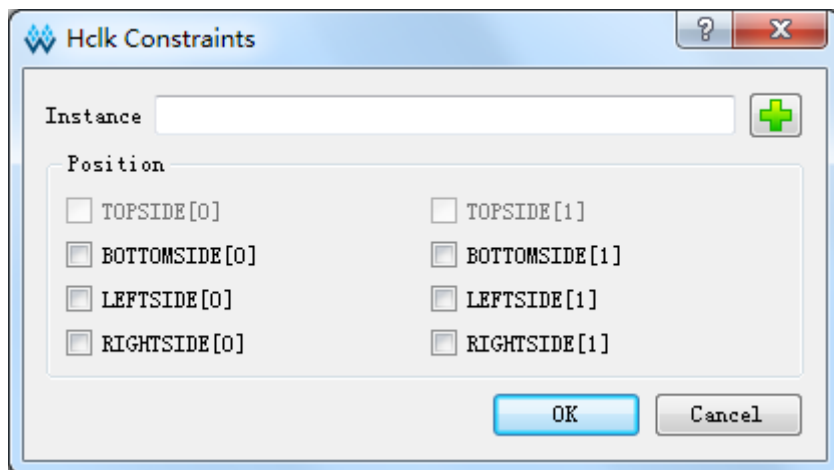 Hclk Constraints
Instance
Position
TOPSIDE[0] TOPSIDE[1]
BOTTOMSIDE[0] BOTTOMSIDE[1]
LEFTSIDE[0] LEFTSIDE[1]
RIGHTSIDE[0] RIGHTSIDE[1]
OK Cancel